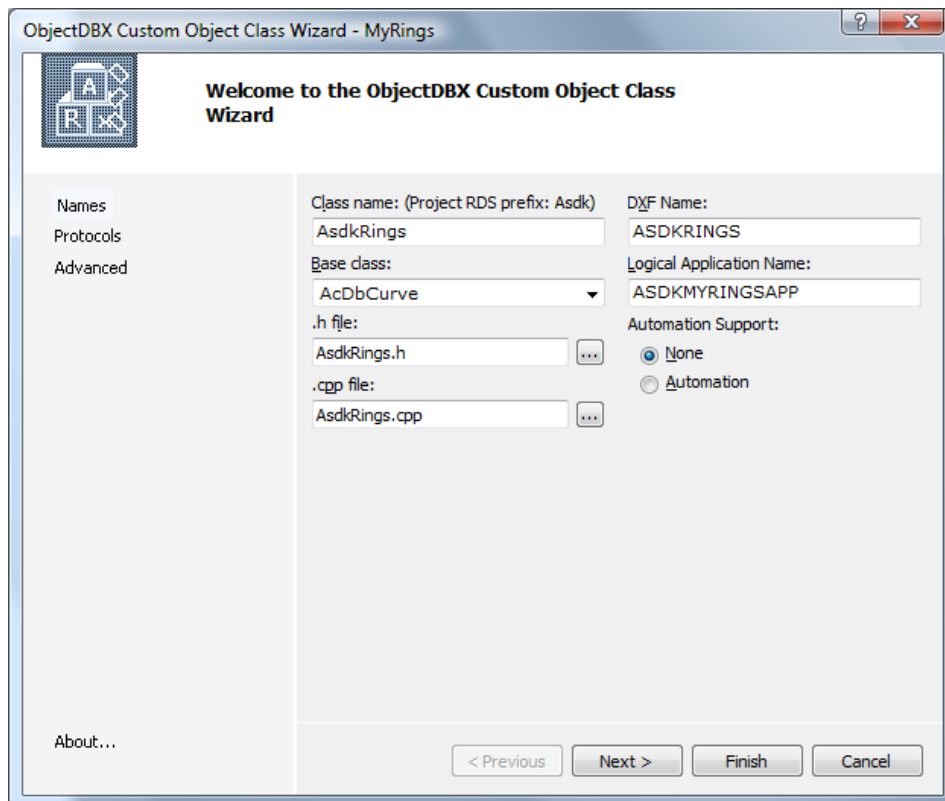 ObjectDBX Custom Object Class Wizard - MyRings
?
X
A
R X
Welcome to the ObjectDBX Custom Object Class
Wizard
Names
Protocols
Advanced
About...
Class name: (Project RDS prefix: Asdk)
AsdkRings
Base class:
AcDbCurve
.h file:
AsdkRings.h
...
.cpp file:
AsdkRings.cpp
...
DXF Name:
ASDKRINGS
Logical Application Name:
ASDKMYRINGSAPP
Automation Support:
None
Automation
< Previous
Next >
Finish
Cancel